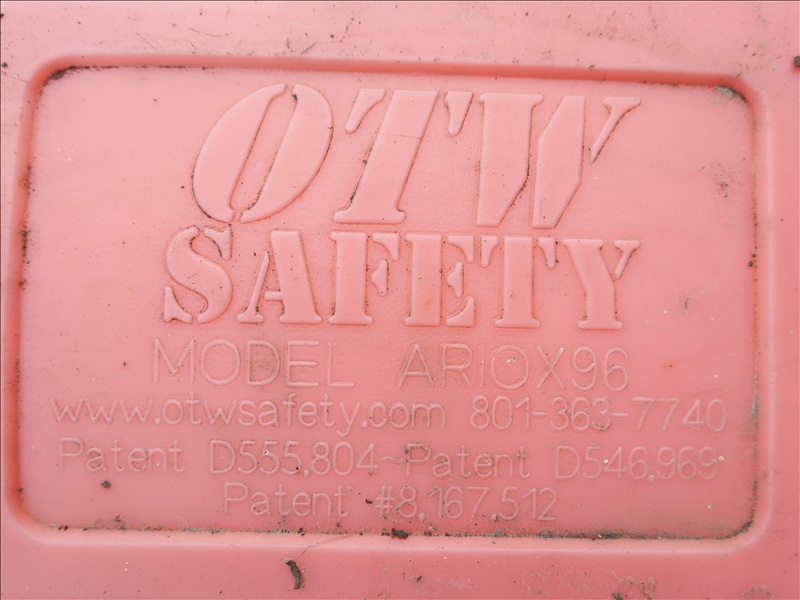 OTW
SAFETY
MODEL ARIOX96
www.otwsafety.com 801-363-7740
Patent D555,804~Patent D546,969
Patent #8,167,512